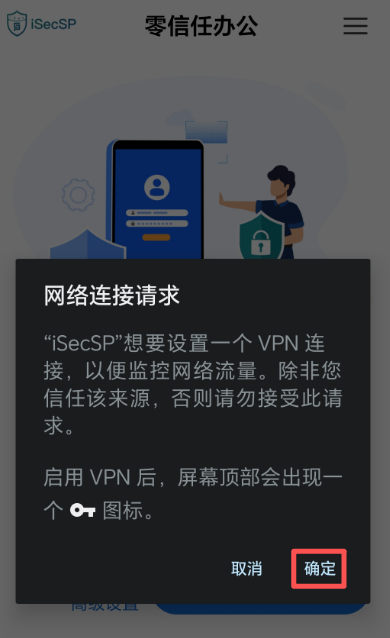 iSecSP
零信任办公
网络连接请求
“iSecSP”想要设置一个 VPN 连
接，以便监控网络流量。除非您
信任该来源，否则请勿接受此请
求。
启用 VPN 后，屏幕顶部会出现一
个 图标。
取消 确定
高级设置